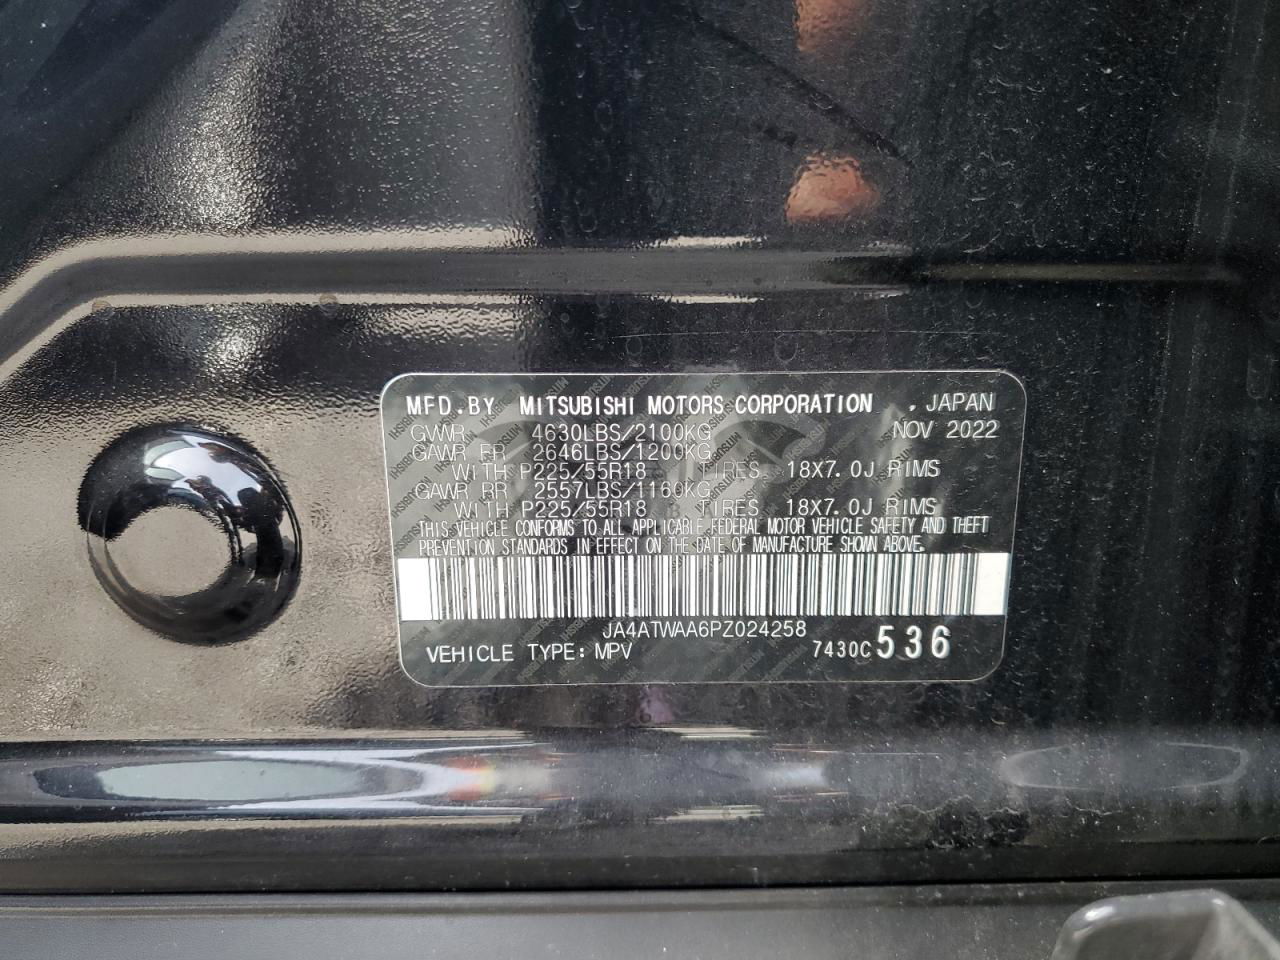 MFD.BY MITSUBISHI MOTORS CORPORATION , JAPAN
GVWR 4630LBS/2100KG NOV 2022
GAWR RR 2646LBS/1200KG
WITH P225/55R18 TIRES 18X7.0J RIMS
GAWR RR 2557LBS/1160KG
WITH P225/55R18 TIRES 18X7.0J RIMS
THIS VEHICLE CONFORMS TO ALL APPLICABLE FEDERAL MOTOR VEHICLE SAFETY AND THEFT
PREVENTION STANDARDS IN EFFECT ON THE DATE OF MANUFACTURE SHOWN ABOVE.
JA4ATWAA6PZ024258
VEHICLE TYPE: MPV 7430C 536